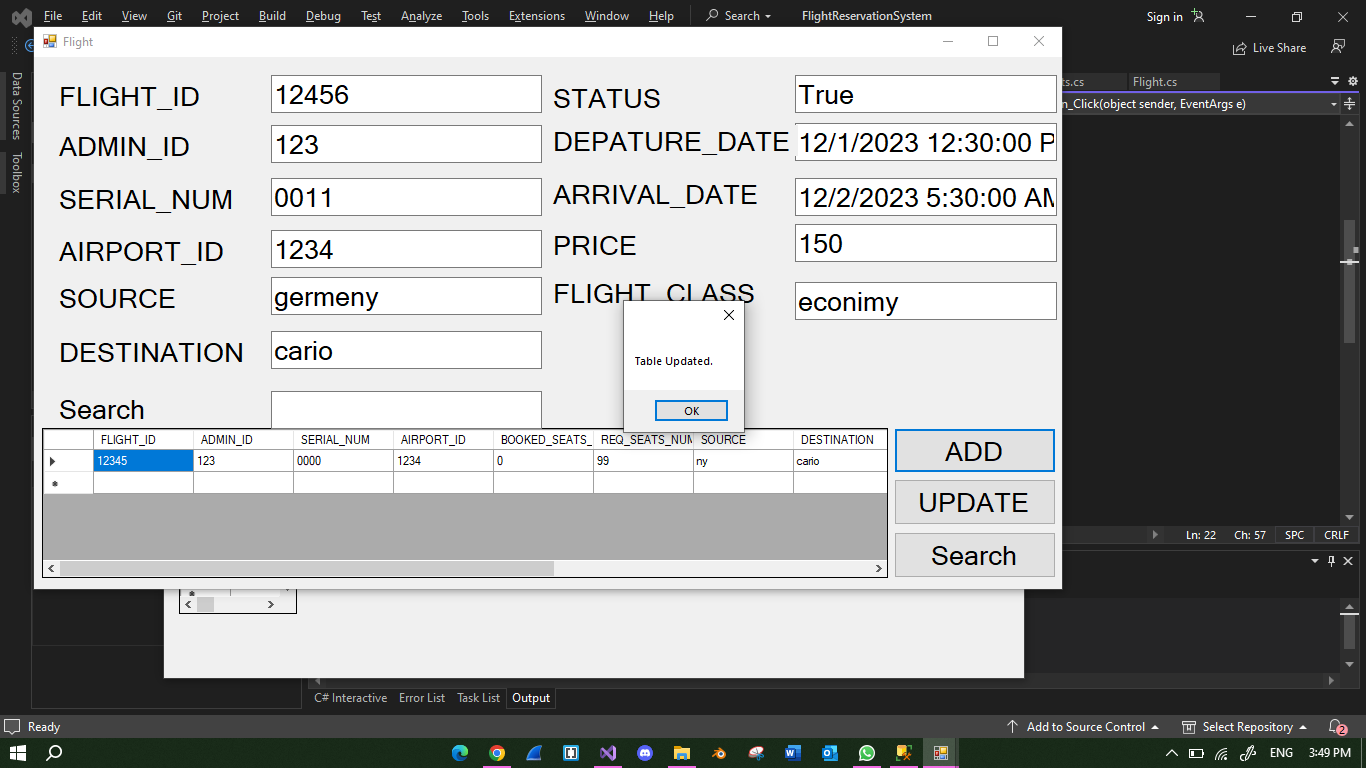 File Edit View Git Project Build Debug Test Analyze Tools Extensions Window Help Search FlightReservationSystem Sign in
Live Share
Flight
Data Sources
Toolbox
ts.cs Flight.cs
_Click(object sender, EventArgs e)
FLIGHT_ID 12456 STATUS True
ADMIN_ID 123 DEPATURE_DATE 12/1/2023 12:30:00 P
SERIAL_NUM 0011 ARRIVAL_DATE 12/2/2023 5:30:00 AM
AIRPORT_ID 1234 PRICE 150
SOURCE germeny FLIGHT_CLASS econimy
DESTINATION cario
Table Updated.
OK
Search
FLIGHT_ID ADMIN_ID SERIAL_NUM AIRPORT_ID BOOKED_SEATS_ REQ_SEATS_NUM SOURCE DESTINATION
12345 123 0000 1234 0 99 ny cario
ADD
UPDATE
Search
Ln: 22 Ch: 57 SPC CRLF
C# Interactive Error List Task List Output
Ready Add to Source Control Select Repository 2
ENG 3:49 PM